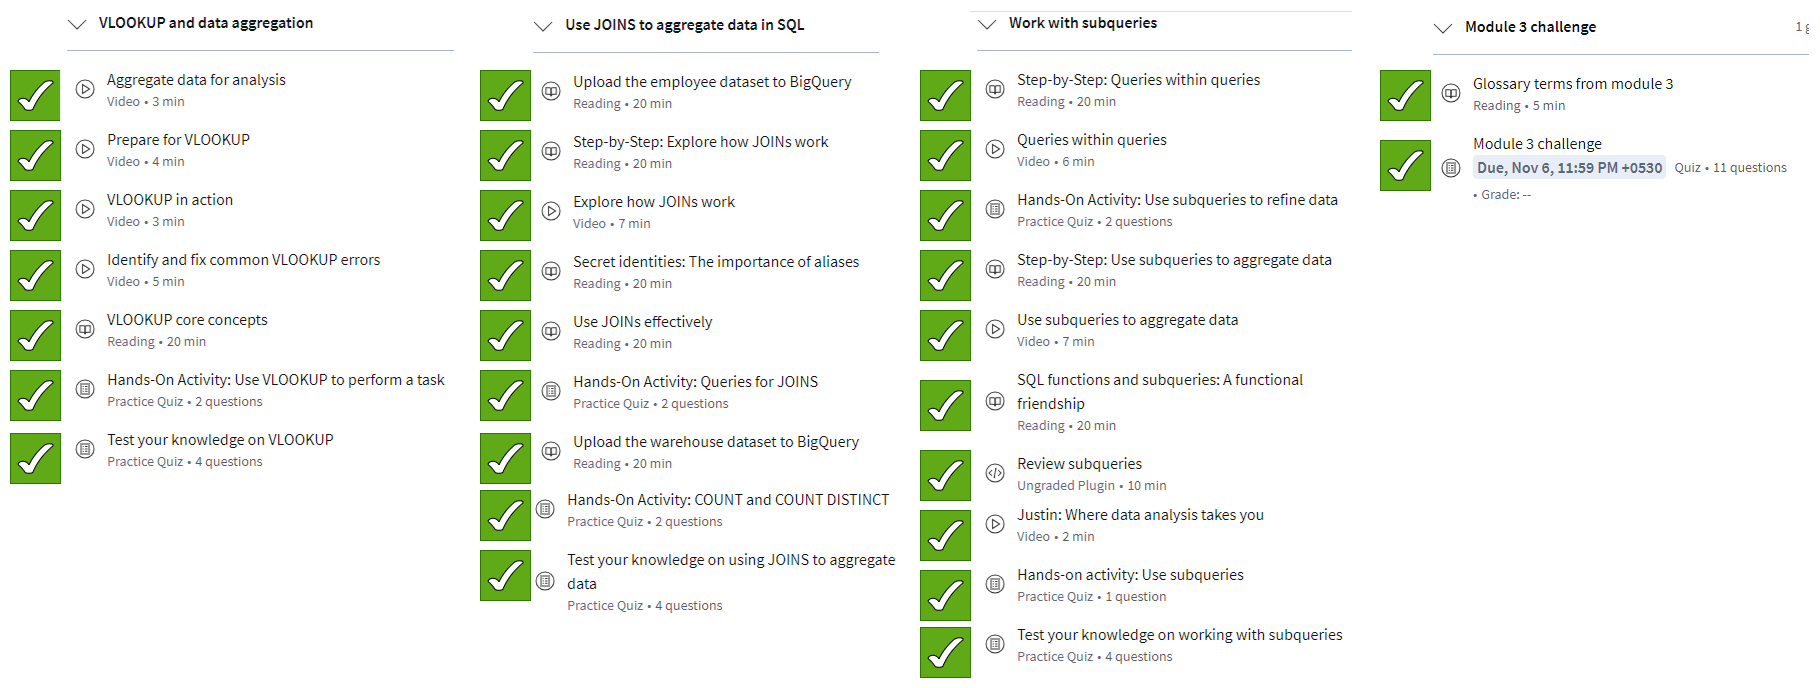 VLOOKUP and data aggregation
Aggregate data for analysis
Video • 3 min
Prepare for VLOOKUP
Video • 4 min
VLOOKUP in action
Video • 3 min
Identify and fix common VLOOKUP errors
Video • 5 min
VLOOKUP core concepts
Reading • 20 min
Hands-On Activity: Use VLOOKUP to perform a task
Practice Quiz • 2 questions
Test your knowledge on VLOOKUP
Practice Quiz • 4 questions
Use JOINS to aggregate data in SQL
Upload the employee dataset to BigQuery
Reading • 20 min
Step-by-Step: Explore how JOINs work
Reading • 20 min
Explore how JOINs work
Video • 7 min
Secret identities: The importance of aliases
Reading • 20 min
Use JOINs effectively
Reading • 20 min
Hands-On Activity: Queries for JOINS
Practice Quiz • 2 questions
Upload the warehouse dataset to BigQuery
Reading • 20 min
Hands-On Activity: COUNT and COUNT DISTINCT
Practice Quiz • 2 questions
Test your knowledge on using JOINS to aggregate
data
Practice Quiz • 4 questions
Work with subqueries
Step-by-Step: Queries within queries
Reading • 20 min
Queries within queries
Video • 6 min
Hands-On Activity: Use subqueries to refine data
Practice Quiz • 2 questions
Step-by-Step: Use subqueries to aggregate data
Reading • 20 min
Use subqueries to aggregate data
Video • 7 min
SQL functions and subqueries: A functional
friendship
Reading • 20 min
Review subqueries
Ungraded Plugin • 10 min
Justin: Where data analysis takes you
Video • 2 min
Hands-on activity: Use subqueries
Practice Quiz • 1 question
Test your knowledge on working with subqueries
Practice Quiz • 4 questions
Module 3 challenge
1
Glossary terms from module 3
Reading • 5 min
Module 3 challenge
Due, Nov 6, 11:59 PM +0530 Quiz • 11 questions
• Grade: --